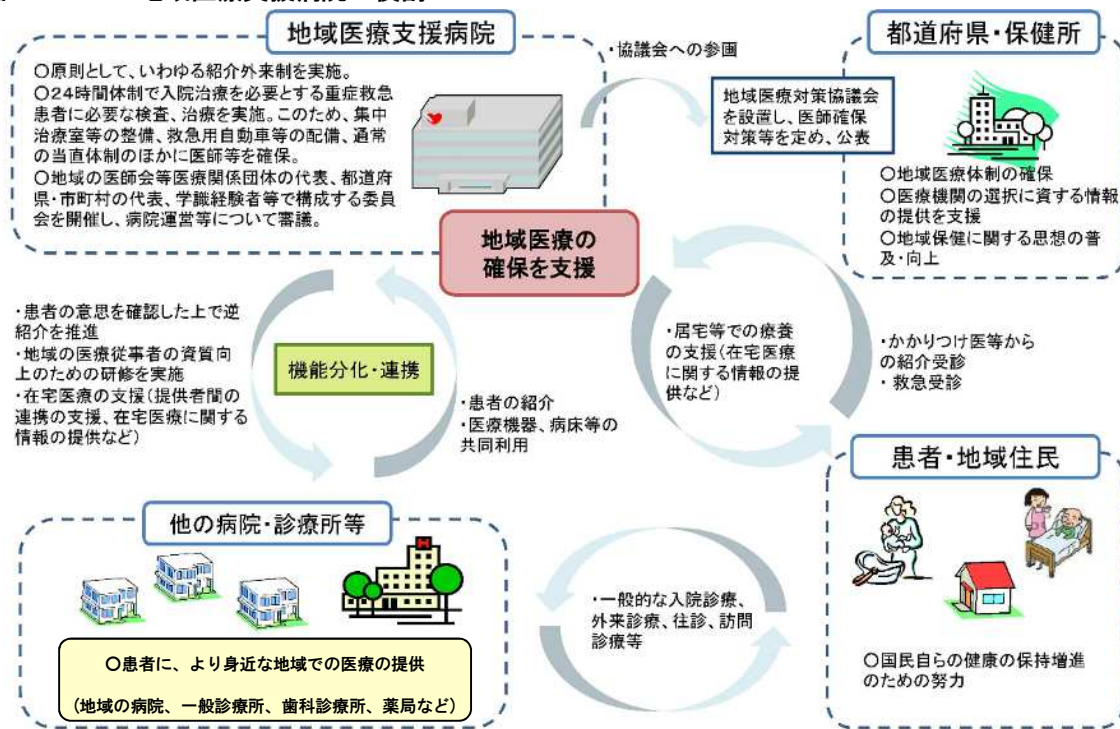 地域医療支援病院
〇原則として、いわゆる紹介外来制を実施。
〇24時間体制で入院治療を必要とする重症救急
患者に必要な検査、治療を実施。このため、集中
治療室等の整備、救急用自動車等の配備、通常
の当直体制のほかに医師等を確保。
〇地域の医師会等医療関係団体の代表、都道府
県・市町村の代表、学識経験者等で構成する委員
会を開催し、病院運営等について審議。
・協議会への参画
都道府県・保健所
地域医療対策協議会
を設置し、医師確保
対策等を定め、公表
〇地域医療体制の確保
〇医療機関の選択に資する情報
の提供を支援
〇地域保健に関する思想の普
及・向上
地域医療の
確保を支援
・患者の意思を確認した上で逆
紹介を推進
・地域の医療従事者の資質向
上のための研修を実施
・在宅医療の支援(提供者間の
連携の支援、在宅医療に関する
情報の提供など)
機能分化・連携
・患者の紹介
・医療機器、病床等の
共同利用
・居宅等での療養
の支援(在宅医療
に関する情報の提
供など)
・かかりつけ医等から
の紹介受診
・救急受診
患者・地域住民
〇国民自らの健康の保持増進
のための努力
他の病院・診療所等
H
〇患者に、より身近な地域での医療の提供
(地域の病院、一般診療所、歯科診療所、薬局など)
・一般的な入院診療、
外来診療、往診、訪問
診療等